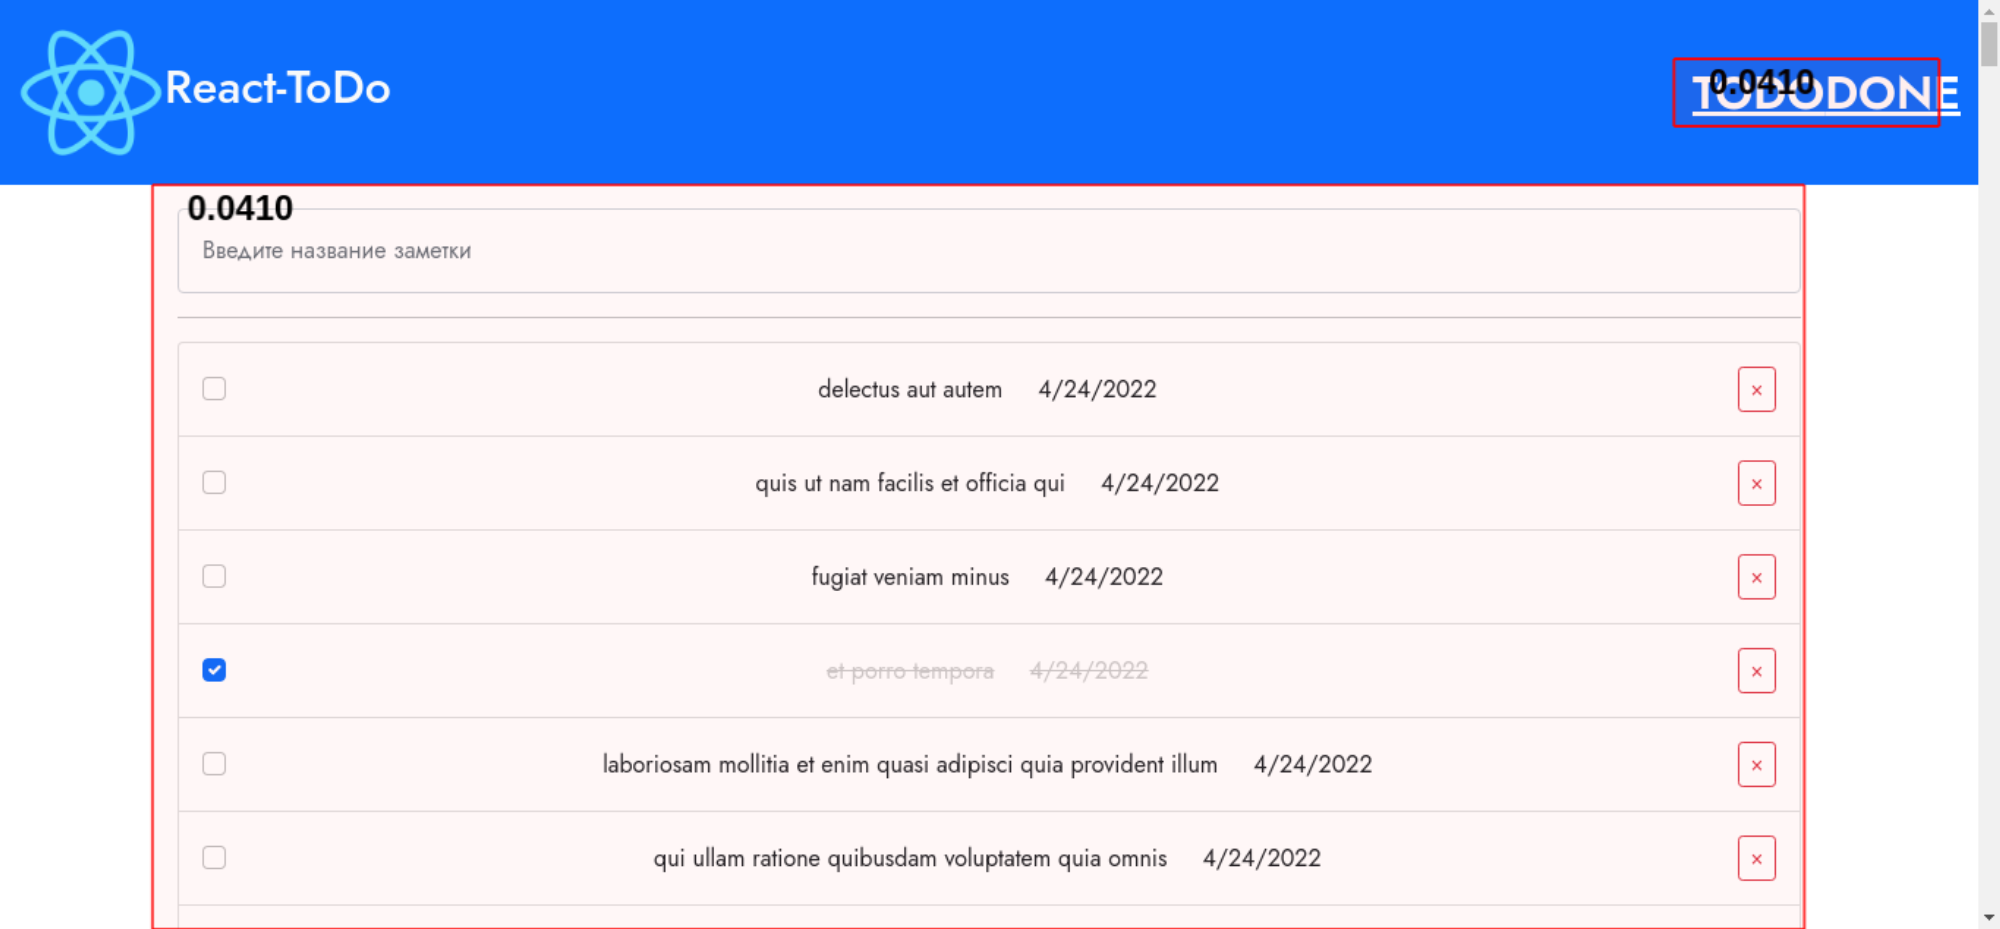 React-ToDo
TODODONE
0.0410
0.0410
Введите название заметки
delectus aut autem 4/24/2022
quis ut nam facilis et officia qui 4/24/2022
fugiat veniam minus 4/24/2022
et porro tempora 4/24/2022
laboriosam mollitia et enim quasi adipisci quia provident illum 4/24/2022
qui ullam ratione quibusdam voluptatem quia omnis 4/24/2022